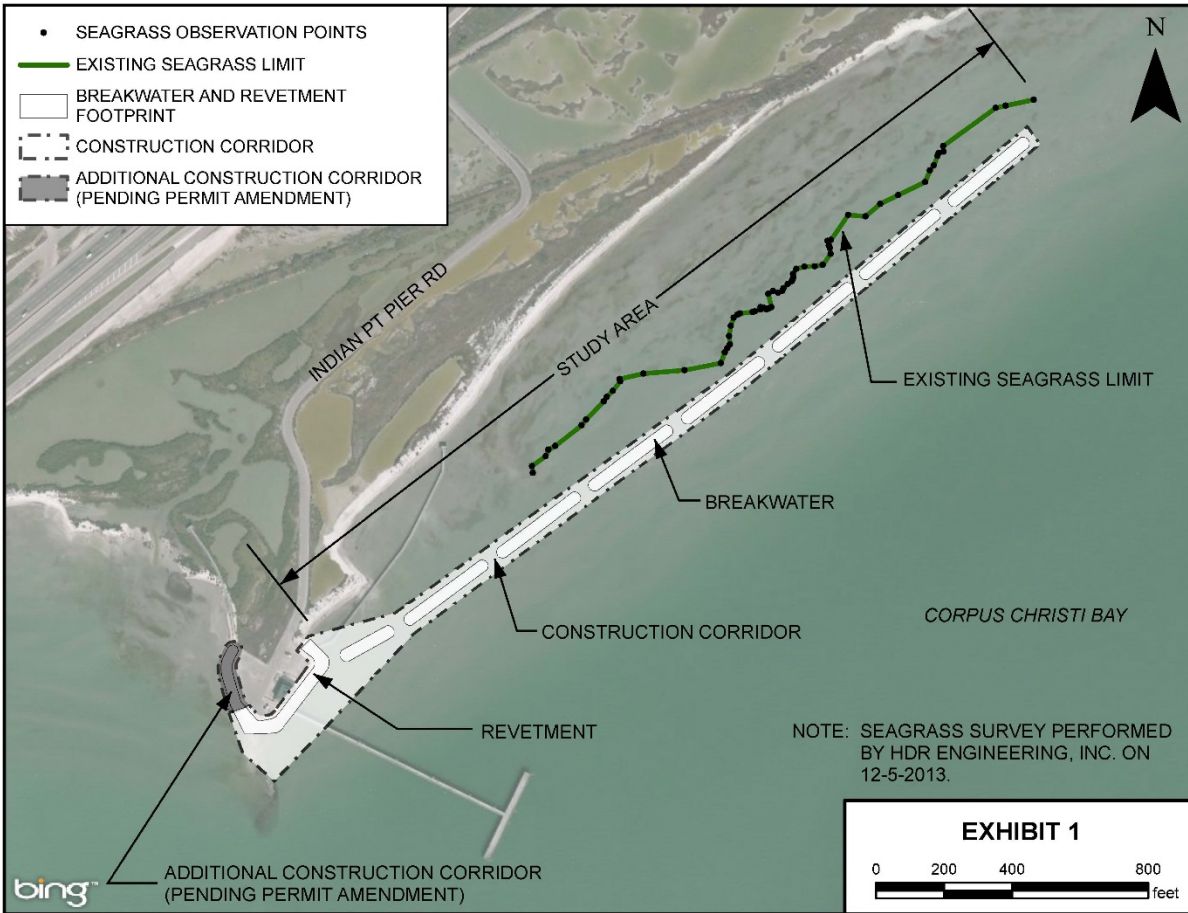 SEAGRASS OBSERVATION POINTS
EXISTING SEAGRASS LIMIT
BREAKWATER AND REVETMENT
FOOTPRINT
CONSTRUCTION CORRIDOR
ADDITIONAL CONSTRUCTION CORRIDOR
(PENDING PERMIT AMENDMENT)
N
INDIAN PT PIER RD
STUDY AREA
EXISTING SEAGRASS LIMIT
BREAKWATER
CORPUS CHRISTI BAY
CONSTRUCTION CORRIDOR
REVETMENT
NOTE: SEAGRASS SURVEY PERFORMED
BY HDR ENGINEERING, INC. ON
12-5-2013.
ADDITIONAL CONSTRUCTION CORRIDOR
(PENDING PERMIT AMENDMENT)
bing™
EXHIBIT 1
0 200 400 800
feet